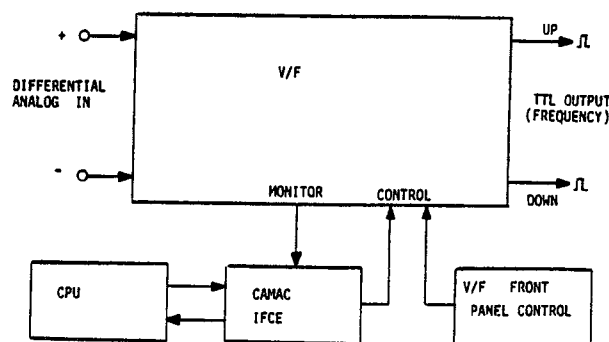 +
V/F
UP
DIFFERENTIAL
ANALOG IN
TTL OUTPUT
(FREQUENCY)
-
MONITOR
CONTROL
DOWN
CPU
CAMAC
IFCE
V/F FRONT
PANEL CONTROL